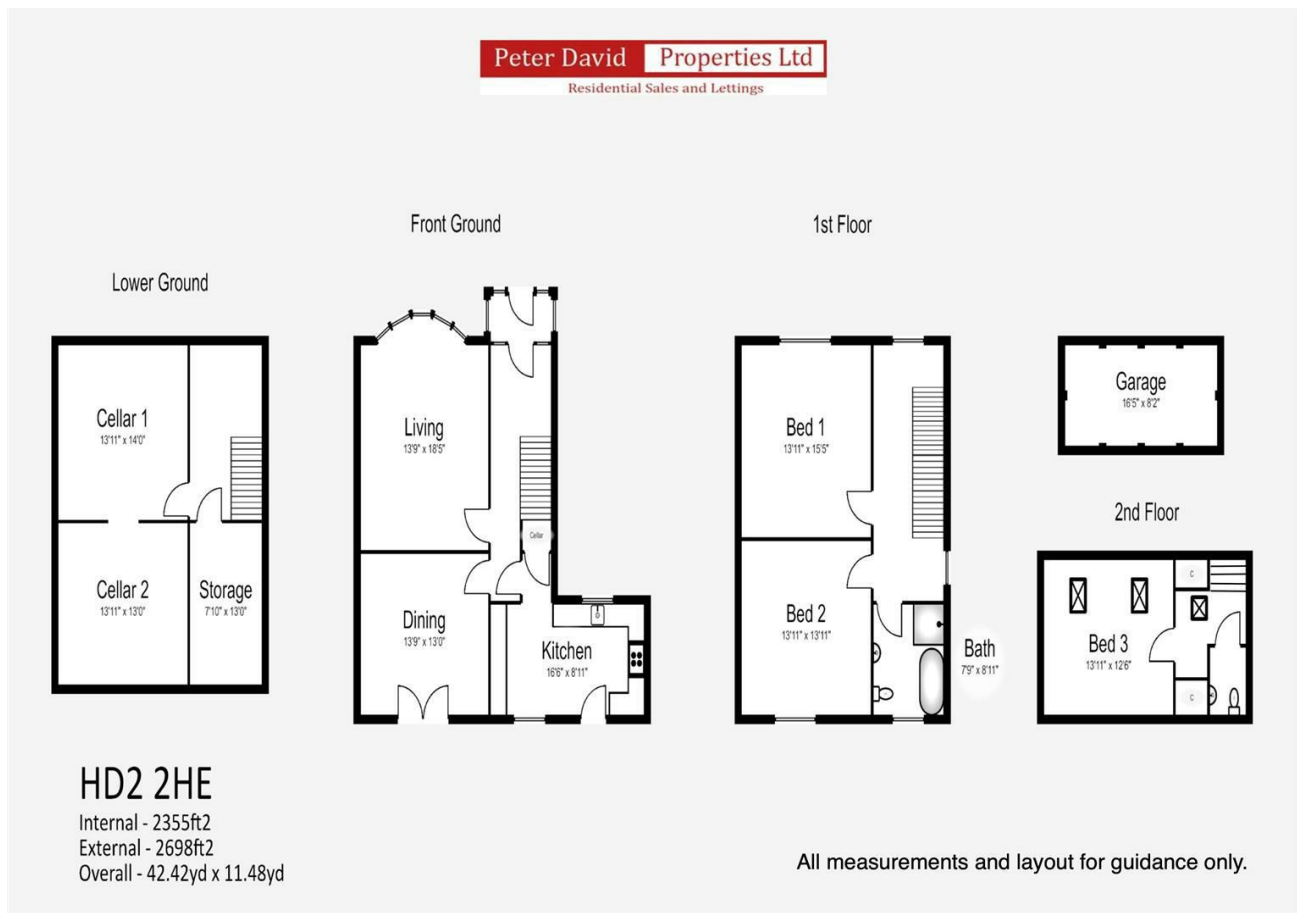 Peter David Properties Ltd
Residential Sales and Lettings
Lower Ground
Cellar 1
13'11" x 14'0"
Cellar 2
13'11" x 13'0"
Storage
7'10" x 13'0"
Front Ground
Living
13'9" x 18'5"
Cellar
Dining
13'9" x 13'0"
Kitchen
16'6" x 8'11"
1st Floor
Bed 1
13'11" x 15'5"
Bed 2
13'11" x 13'11"
Bath
7'9" x 8'11"
Garage
16'5" x 8'2"
2nd Floor
C
Bed 3
13'11" x 12'6"
C
HD2 2HE
Internal - 2355ft2
External - 2698ft2
Overall - 42.42yd x 11.48yd
All measurements and layout for guidance only.